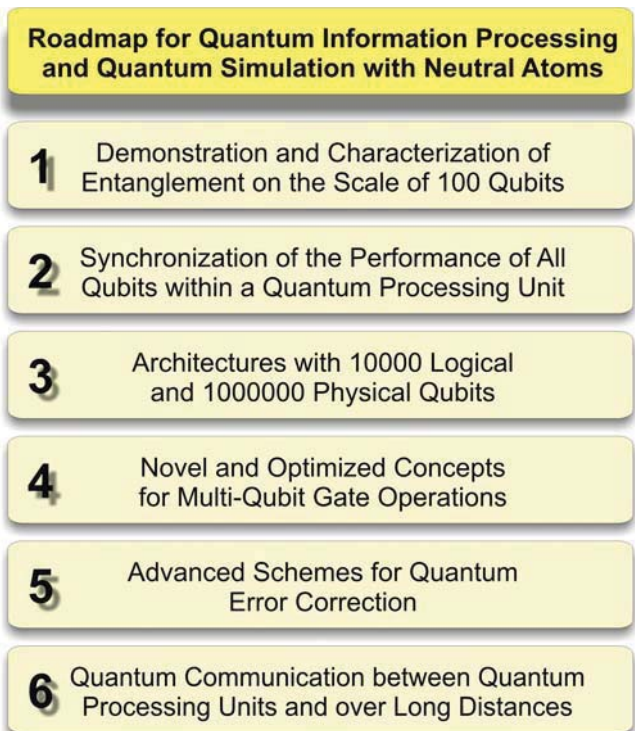 Roadmap for Quantum Information Processing
and Quantum Simulation with Neutral Atoms
1 Demonstration and Characterization of
Entanglement on the Scale of 100 Qubits
2 Synchronization of the Performance of All
Qubits within a Quantum Processing Unit
3 Architectures with 10000 Logical
and 1000000 Physical Qubits
4 Novel and Optimized Concepts
for Multi-Qubit Gate Operations
5 Advanced Schemes for Quantum
Error Correction
6 Quantum Communication between Quantum
Processing Units and over Long Distances